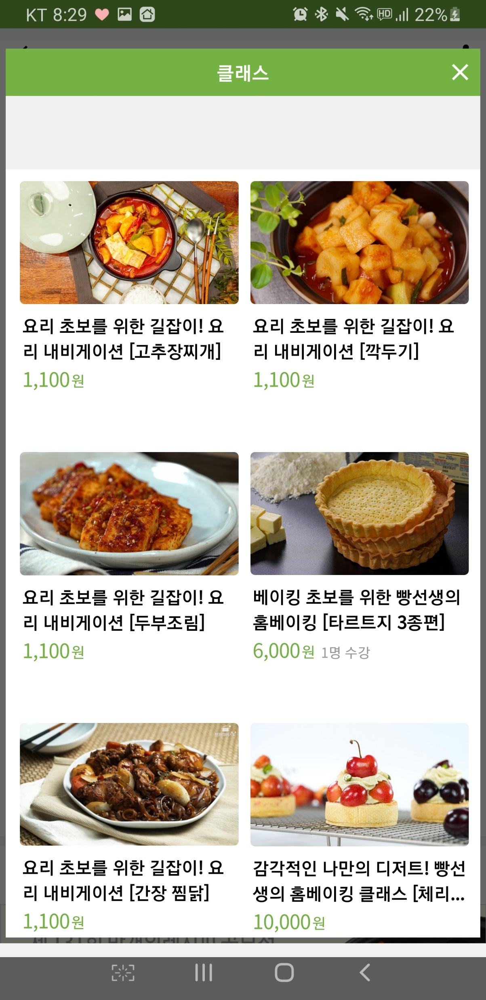 KT 8:29
HD 22%
클래스
요리 초보를 위한 길잡이! 요
리 내비게이션 [고추장찌개]
1,100원
요리 초보를 위한 길잡이! 요
리 내비게이션 [깍두기]
1,100원
250g
요리 초보를 위한 길잡이! 요
리 내비게이션 [두부조림]
1,100원
베이킹 초보를 위한 빵선생의
홈베이킹 [타르트지 3종편]
6,000원 1명 수강
만개의레시피
요리 초보를 위한 길잡이! 요
리 내비게이션 [간장 찜닭]
1,100원
감각적인 나만의 디저트! 빵선
생의 홈베이킹 클래스 [체리...
10,000원